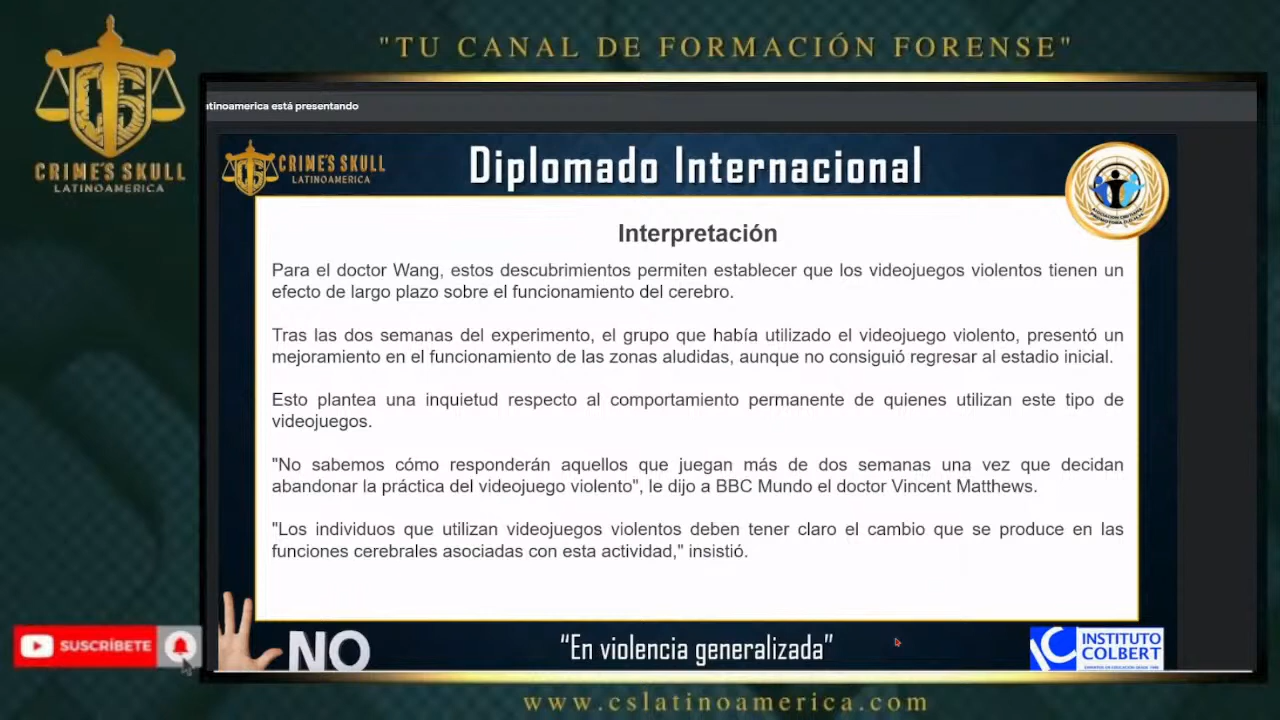 "TU CANAL DE FORMACIÓN FORENSE"
CS
CRIME'S SKULL
LATINOAMERICA
tinoamerica está presentando
CRIME'S SKULL
LATINOAMERICA
Diplomado Internacional
Interpretación
Para el doctor Wang, estos descubrimientos permiten establecer que los videojuegos violentos tienen un
efecto de largo plazo sobre el funcionamiento del cerebro.
Tras las dos semanas del experimento, el grupo que había utilizado el videojuego violento, presentó un
mejoramiento en el funcionamiento de las zonas aludidas, aunque no consiguió regresar al estadio inicial.
Esto plantea una inquietud respecto al comportamiento permanente de quienes utilizan este tipo de
videojuegos.
"No sabemos cómo responderán aquellos que juegan más de dos semanas una vez que decidan
abandonar la práctica del videojuego violento", le dijo a BBC Mundo el doctor Vincent Matthews.
"Los individuos que utilizan videojuegos violentos deben tener claro el cambio que se produce en las
funciones cerebrales asociadas con esta actividad," insistió.
SUSCRÍBETE
NO
“En violencia generalizada”
INSTITUTO
COLBERT
www.cslatinoamerica.com